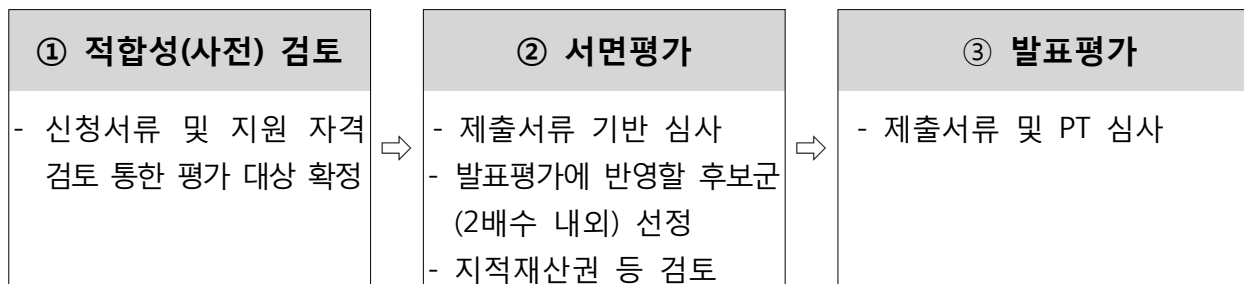 ① 적합성(사전) 검토
- 신청서류 및 지원 자격
검토 통한 평가 대상 확정
⇨
② 서면평가
- 제출서류 기반 심사
- 발표평가에 반영할 후보군
(2배수 내외) 선정
- 지적재산권 등 검토
⇨
③ 발표평가
- 제출서류 및 PT 심사